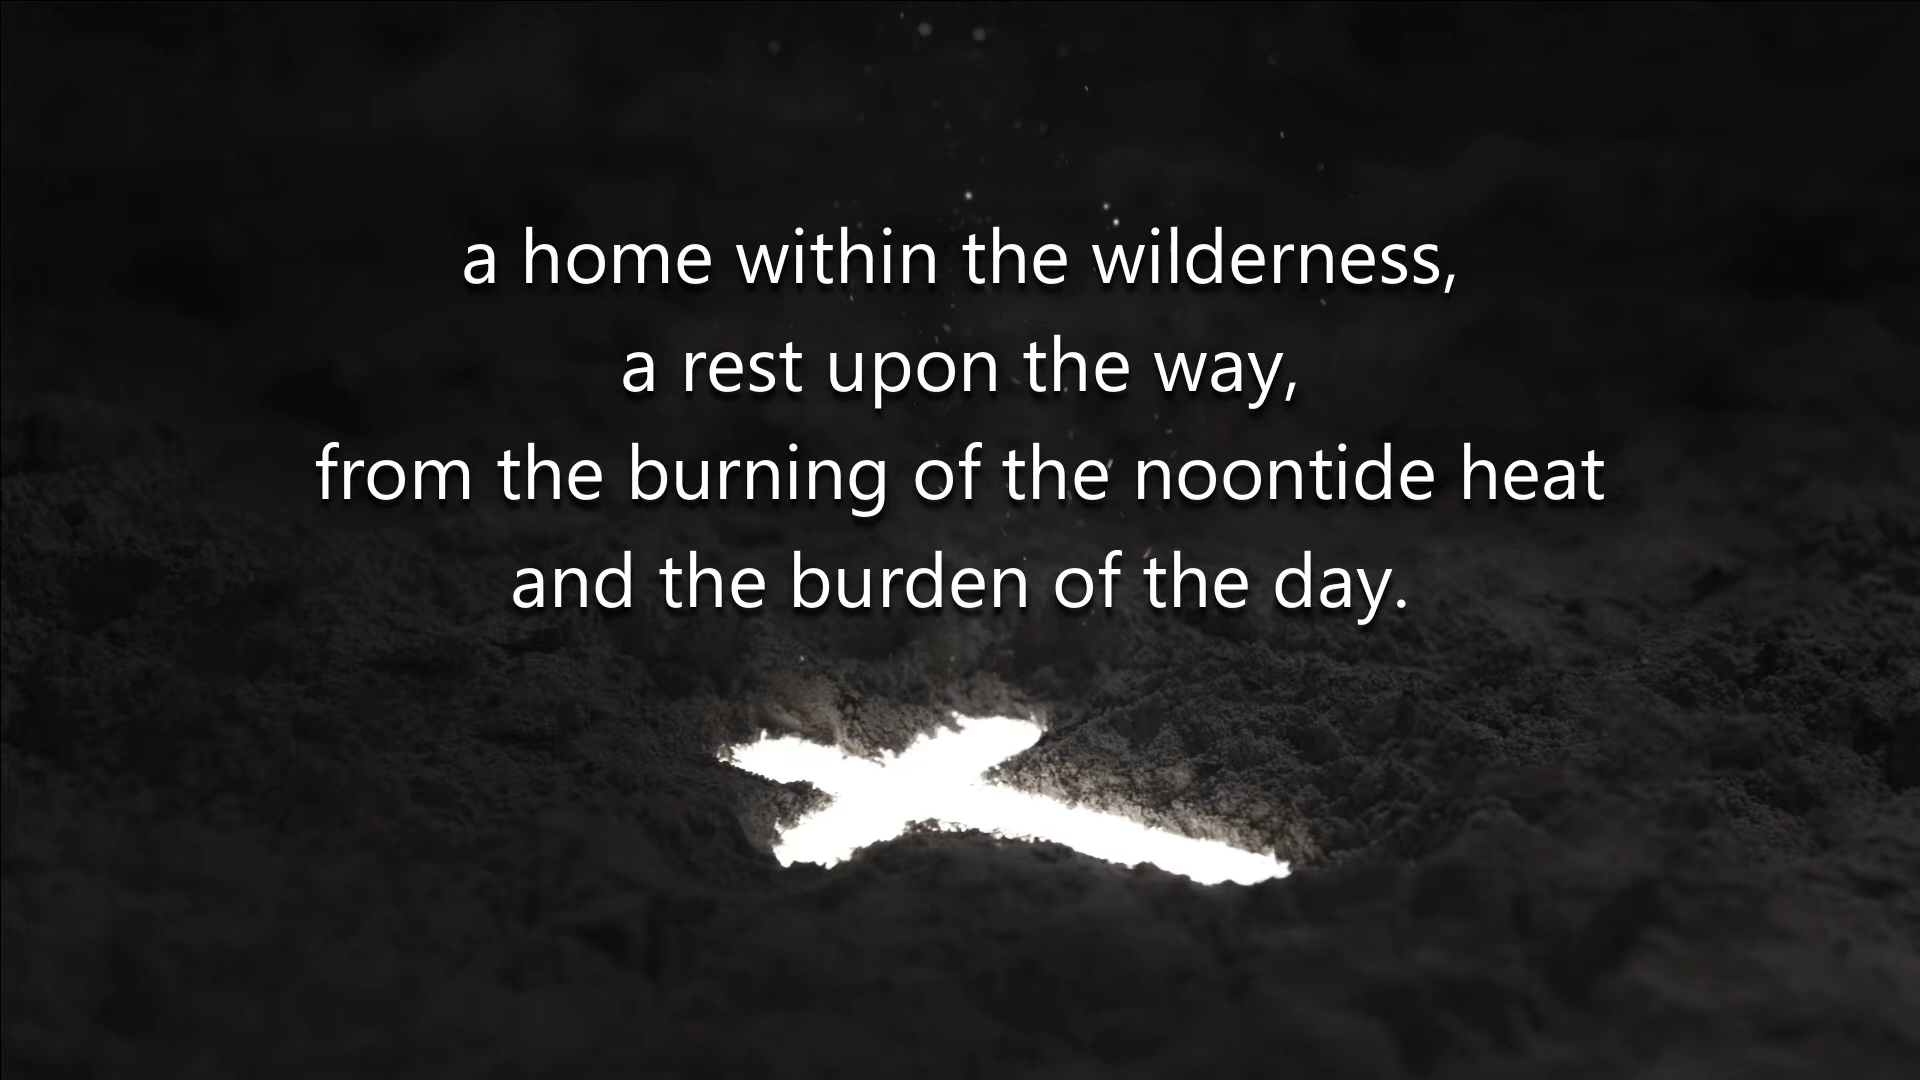 a home within the wilderness,
a rest upon the way,
from the burning of the noontide heat
and the burden of the day.